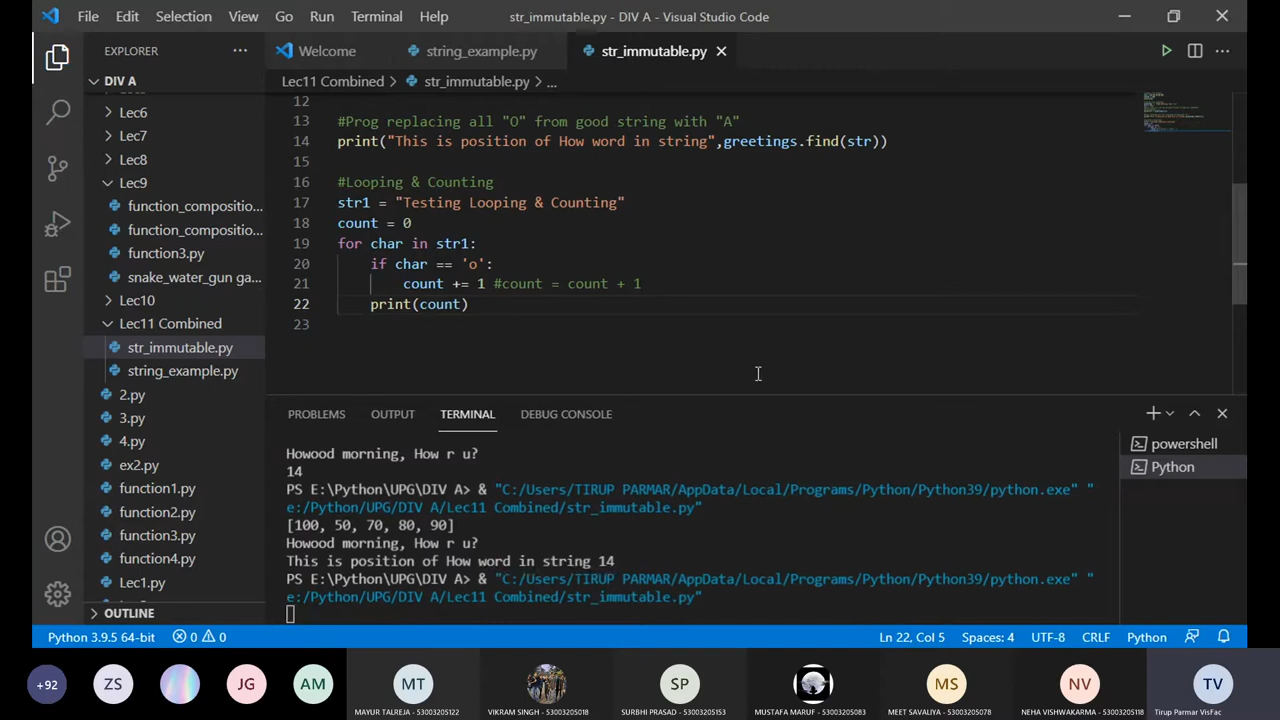 File Edit Selection View Go Run Terminal Help str_immutable.py - DIV A - Visual Studio Code
EXPLORER
Welcome string_example.py str_immutable.py
DIV A
Lec11 Combined > str_immutable.py > ...
Lec6
Lec7
Lec8
Lec9
function_compositio...
function_compositio...
function3.py
snake_water_gun ga...
Lec10
Lec11 Combined
str_immutable.py
string_example.py
2.py
3.py
4.py
ex2.py
function1.py
function2.py
function3.py
function4.py
Lec1.py
OUTLINE
12
13 #Prog replacing all "O" from good string with "A"
14 print("This is position of How word in string",greetings.find(str))
15
16 #Looping & Counting
17 str1 = "Testing Looping & Counting"
18 count = 0
19 for char in str1:
20 if char == 'o':
21 count += 1 #count = count + 1
22 print(count)
23
PROBLEMS OUTPUT TERMINAL DEBUG CONSOLE
powershell
Python
Howood morning, How r u?
14
PS E:\Python\UPG\DIV A> & "C:/Users/TIRUP PARMAR/AppData/Local/Programs/Python/Python39/python.exe" "
e:/Python/UPG/DIV A/Lec11 Combined/str_immutable.py"
[100, 50, 70, 80, 90]
Howood morning, How r u?
This is position of How word in string 14
PS E:\Python\UPG\DIV A> & "C:/Users/TIRUP PARMAR/AppData/Local/Programs/Python/Python39/python.exe" "
e:/Python/UPG/DIV A/Lec11 Combined/str_immutable.py"
Python 3.9.5 64-bit 0 0 Ln 22, Col 5 Spaces: 4 UTF-8 CRLF Python
+92 ZS JG AM MT SP MS NV TV
MAYUR TALREJA - 53003205122 VIKRAM SINGH - 53003205018 SURBHI PRASAD - 53003205153 MUSTAFA MARUF - 53003205083 MEET SAVALIYA - 53003205078 NEHA VISHWAKARMA - 53003205118 Tirup Parmar VisFac